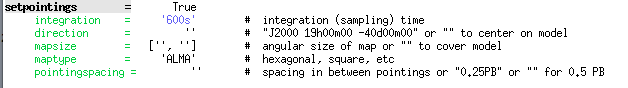 setpointings = True
integration = '600s' # integration (sampling) time
direction = '' # "J2000 19h00m00 -40d00m00" or "" to center on model
mapsize = ['', ''] # angular size of map or "" to cover model
maptype = 'ALMA' # hexagonal, square, etc
pointingspacing = '' # spacing in between pointings or "0.25PB" or "" for 0.5 PB